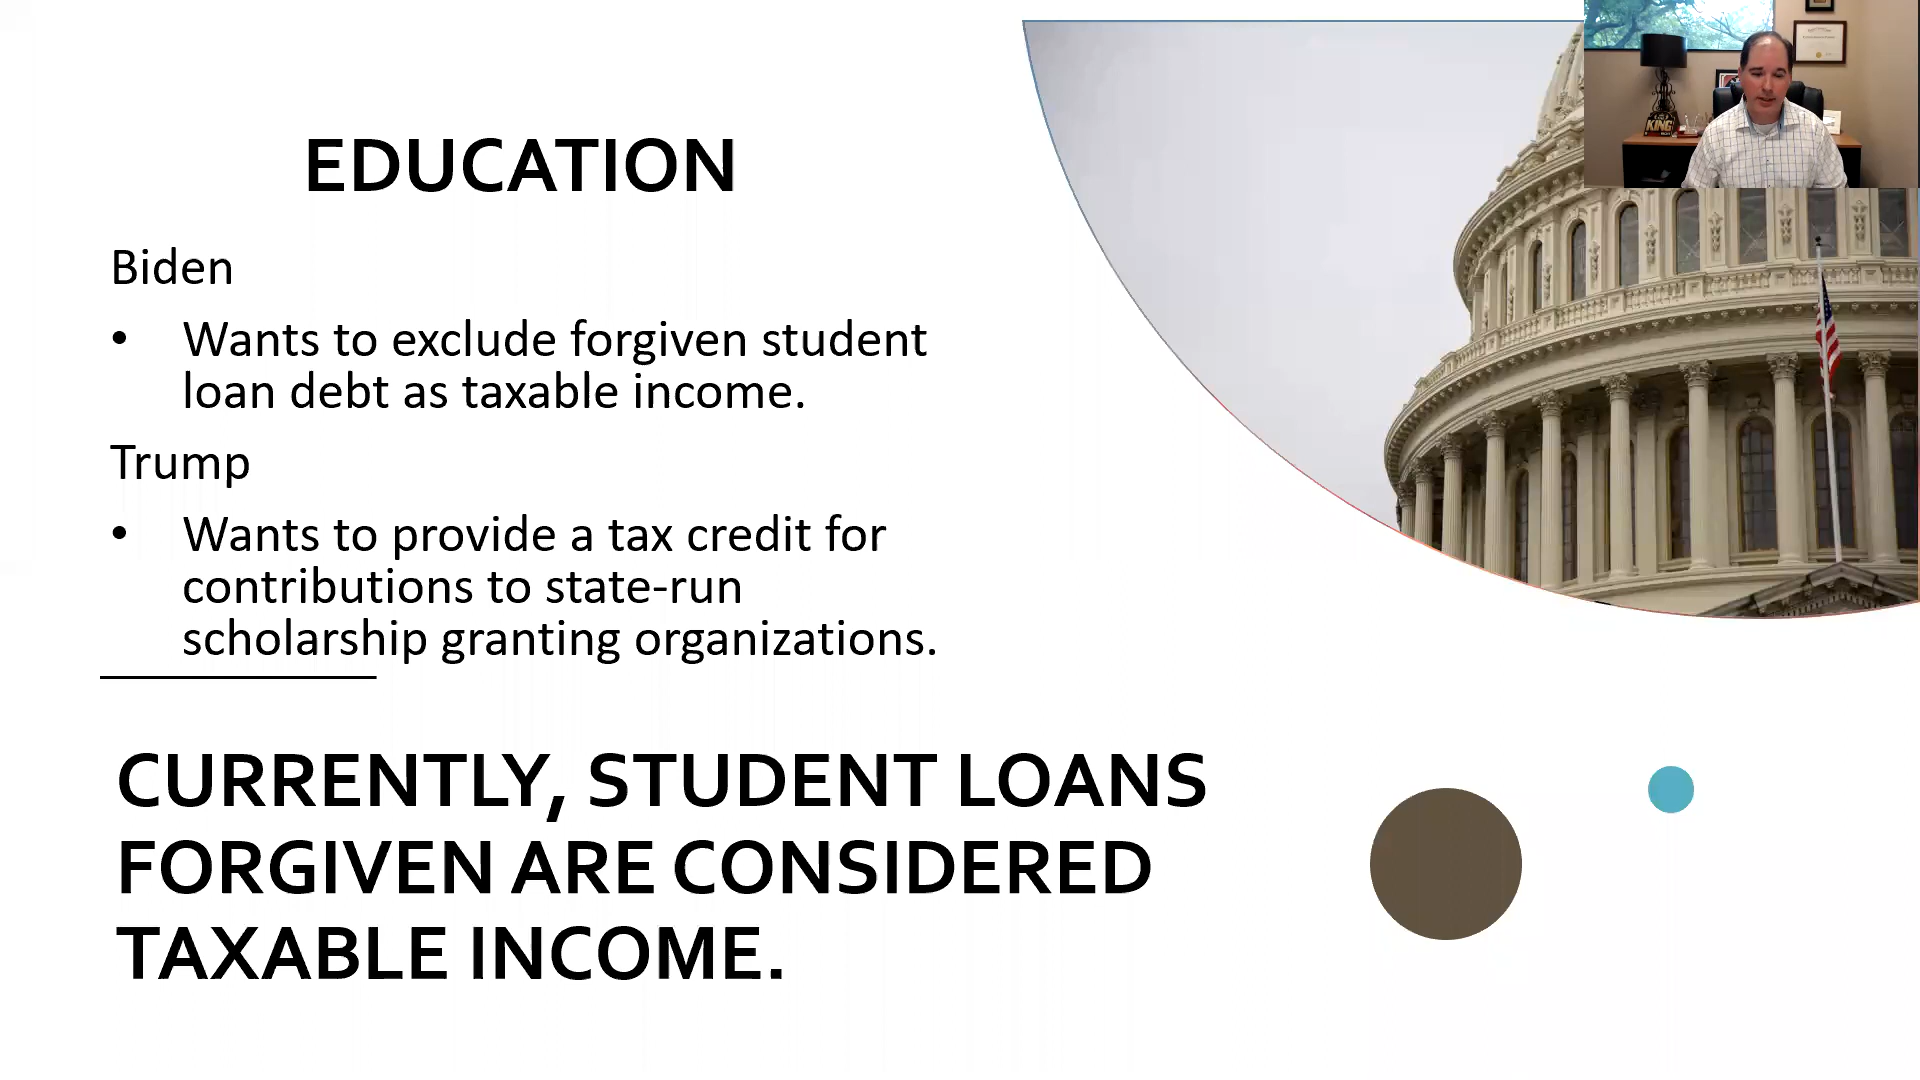 EDUCATION
Biden
• Wants to exclude forgiven student
loan debt as taxable income.
Trump
• Wants to provide a tax credit for
contributions to state-run
scholarship granting organizations.
CURRENTLY, STUDENT LOANS
FORGIVEN ARE CONSIDERED
TAXABLE INCOME.
KING